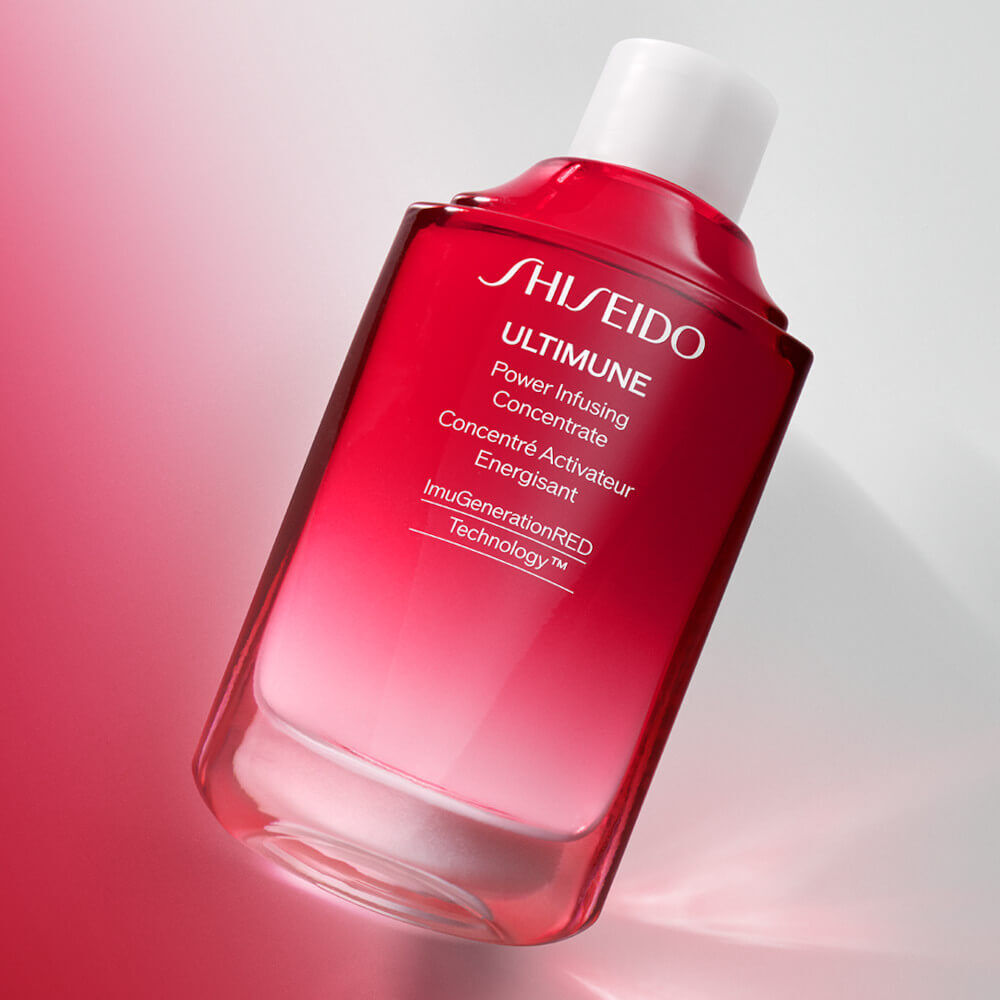 SHISEIDO
ULTIMUNE
Power Infusing
Concentrate
Concentré Activateur
Energisant
ImuGenerationRED
Technology™